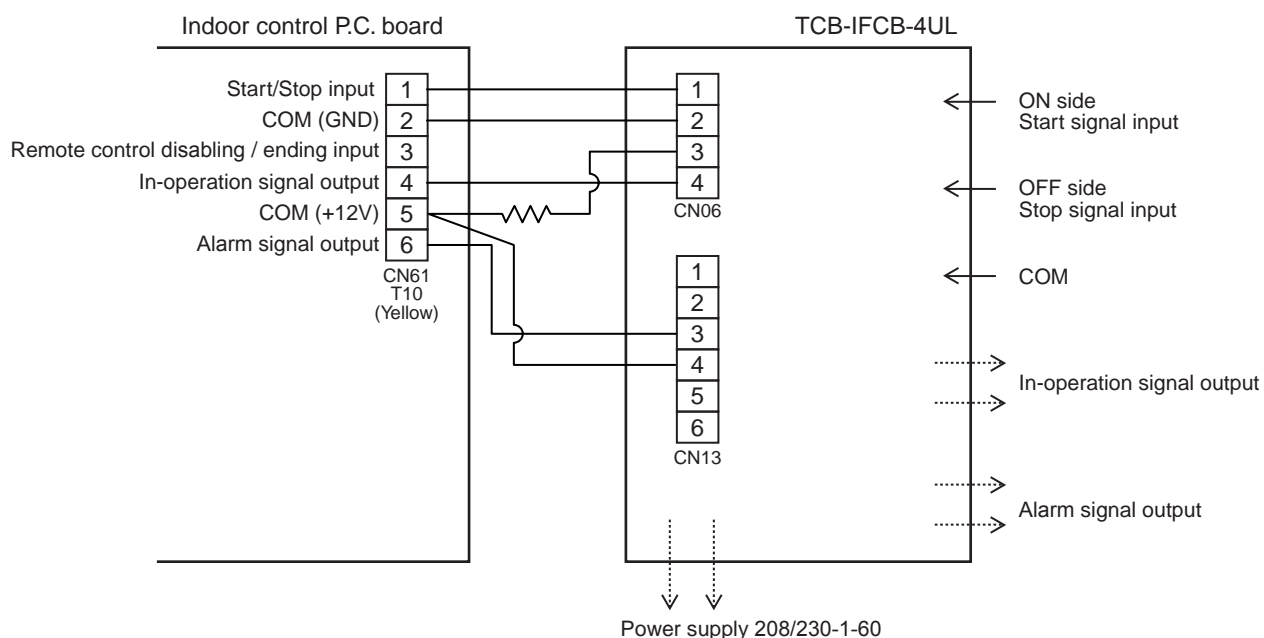 Indoor control P.C. board
TCB-IFCB-4UL
Start/Stop input 1
COM (GND) 2
Remote control disabling / ending input 3
In-operation signal output 4
COM (+12V) 5
Alarm signal output 6
CN61
T10
(Yellow)
1
2
3
4
CN06
1
2
3
4
5
6
CN13
ON side
Start signal input
OFF side
Stop signal input
COM
In-operation signal output
Alarm signal output
Power supply 208/230-1-60